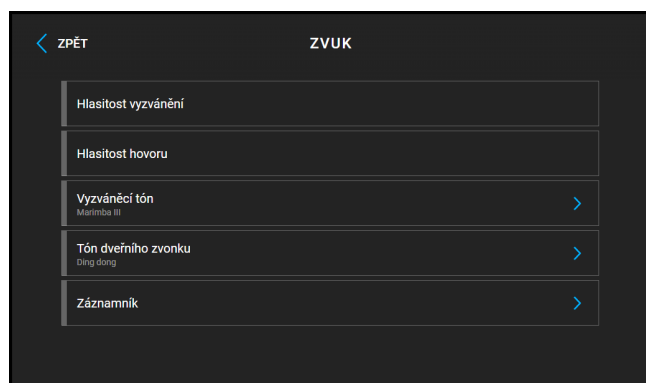 ZPĚT
ZVUK
Hlasitost vyzvánění
Hlasitost hovoru
Vyzváněcí tón
Marimba III
Tón dveřního zvonku
Ding dong
Záznamník